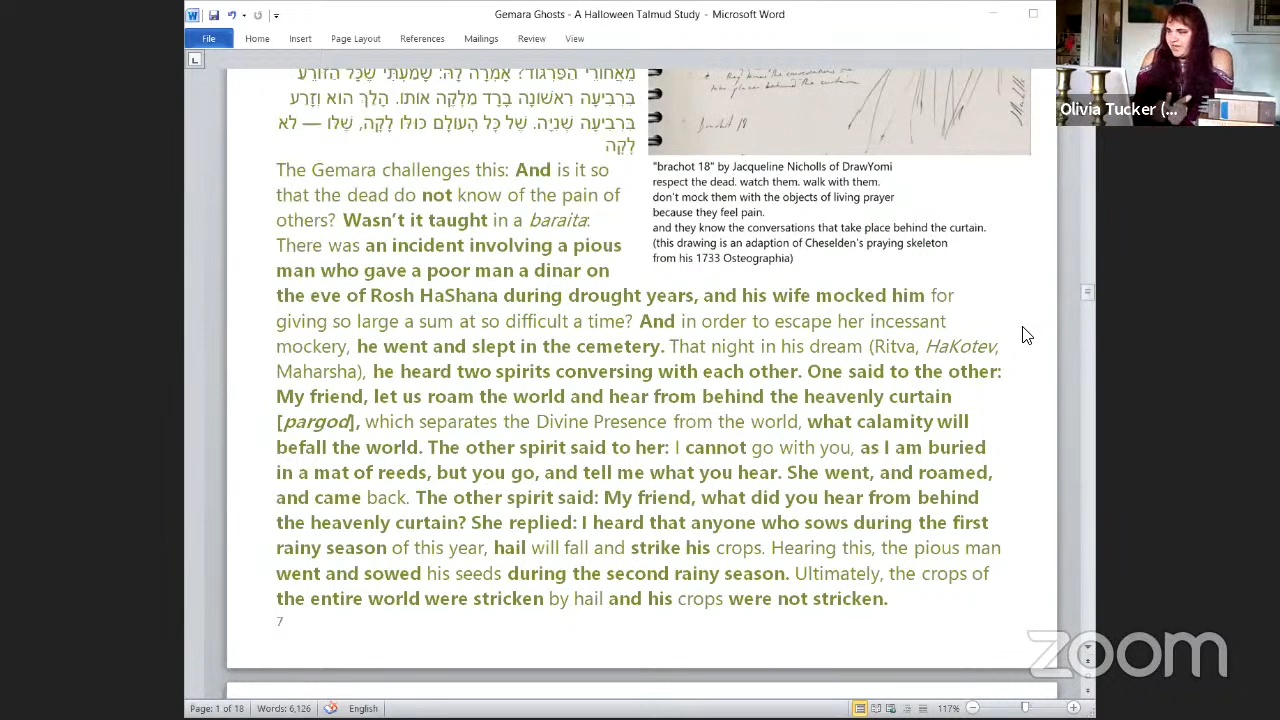 Gemara Ghosts - A Halloween Talmud Study - Microsoft Word
File Home Insert Page Layout References Mailings Review View
Olivia Tucker (...
מֵאֲחוֹרֵי הַפַּרְגּוֹד? אָמְרָה לָהּ: שָׁמַעְתִּי שֶׁכׇּל הַזּוֹרֵעַ
בִּרְבִיעָה רִאשׁוֹנָה בָּרָד מַלְקֶה אוֹתוֹ. הָלַךְ הוּא וְזָרַע
בִּרְבִיעָה שְׁנִיָּה. שֶׁל כָּל הָעוֹלָם כּוּלּוֹ לָקָה, שֶׁלּוֹ — לֹא
לָקָה
they know the conversations that
take place behind the curtain.
brachot 18
"brachot 18" by Jacqueline Nicholls of DrawYomi
respect the dead. watch them. walk with them.
don't mock them with the objects of living prayer
because they feel pain.
and they know the conversations that take place behind the curtain.
(this drawing is an adaption of Cheselden's praying skeleton
from his 1733 Osteographia)
The Gemara challenges this: And is it so
that the dead do not know of the pain of
others? Wasn't it taught in a baraita:
There was an incident involving a pious
man who gave a poor man a dinar on
the eve of Rosh HaShana during drought years, and his wife mocked him for
giving so large a sum at so difficult a time? And in order to escape her incessant
mockery, he went and slept in the cemetery. That night in his dream (Ritva, HaKotev,
Maharsha), he heard two spirits conversing with each other. One said to the other:
My friend, let us roam the world and hear from behind the heavenly curtain
[pargod], which separates the Divine Presence from the world, what calamity will
befall the world. The other spirit said to her: I cannot go with you, as I am buried
in a mat of reeds, but you go, and tell me what you hear. She went, and roamed,
and came back. The other spirit said: My friend, what did you hear from behind
the heavenly curtain? She replied: I heard that anyone who sows during the first
rainy season of this year, hail will fall and strike his crops. Hearing this, the pious man
went and sowed his seeds during the second rainy season. Ultimately, the crops of
the entire world were stricken by hail and his crops were not stricken.
7
zoom
Page: 1 of 18 Words: 6,126 English 117%